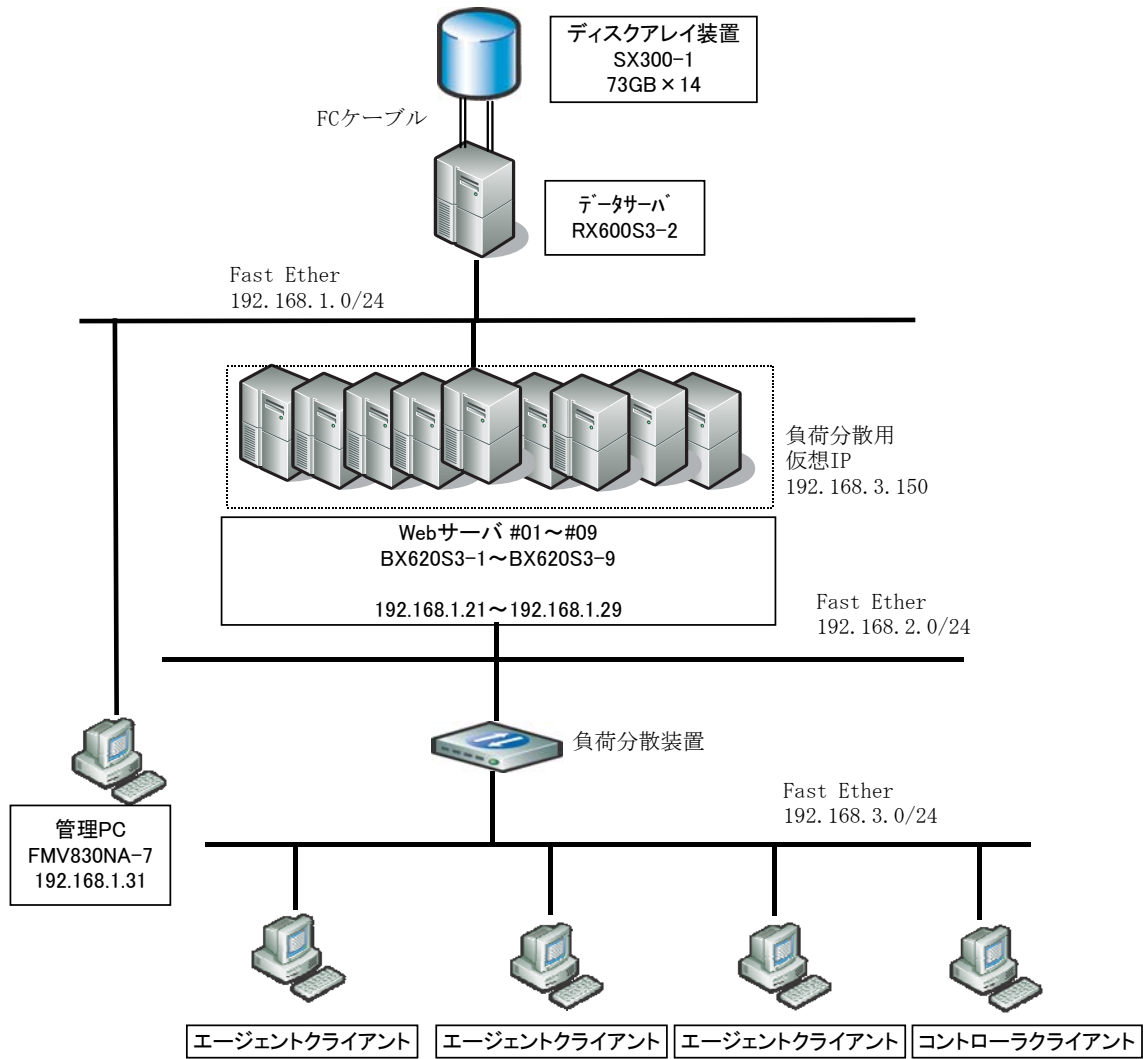 ディスクアレイ装置
SX300-1
73GB×14
FCケーブル
ﾃﾞｰﾀｻｰﾊﾞ
RX600S3-2
Fast Ether
192.168.1.0/24
負荷分散用
仮想IP
192.168.3.150
Webサーバ #01～#09
BX620S3-1～BX620S3-9
192.168.1.21～192.168.1.29
Fast Ether
192.168.2.0/24
負荷分散装置
Fast Ether
192.168.3.0/24
管理PC
FMV830NA-7
192.168.1.31
エージェントクライアント
エージェントクライアント
エージェントクライアント
コントローラクライアント